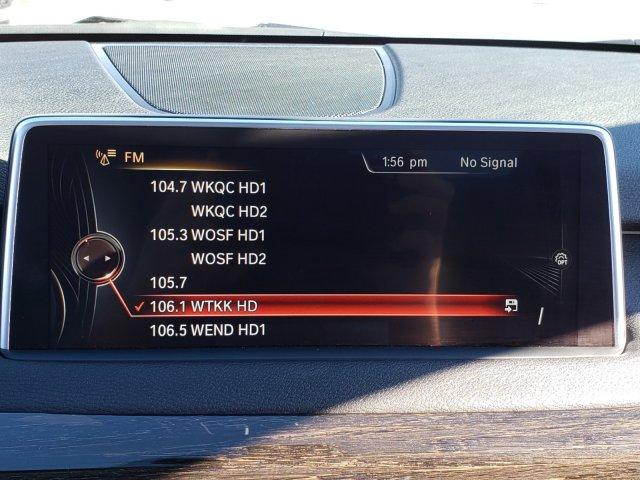 FM
1:56 pm No Signal
104.7 WKQC HD1
WKQC HD2
105.3 WOSF HD1
WOSF HD2
OPT
105.7
✓ 106.1 WTKK HD
106.5 WEND HD1